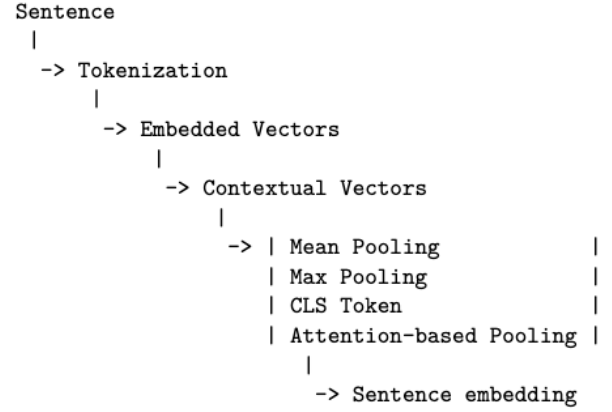 Sentence
|
-> Tokenization
|
-> Embedded Vectors
|
-> Contextual Vectors
|
-> | Mean Pooling |
| Max Pooling |
| CLS Token |
| Attention-based Pooling |
|
-> Sentence embedding